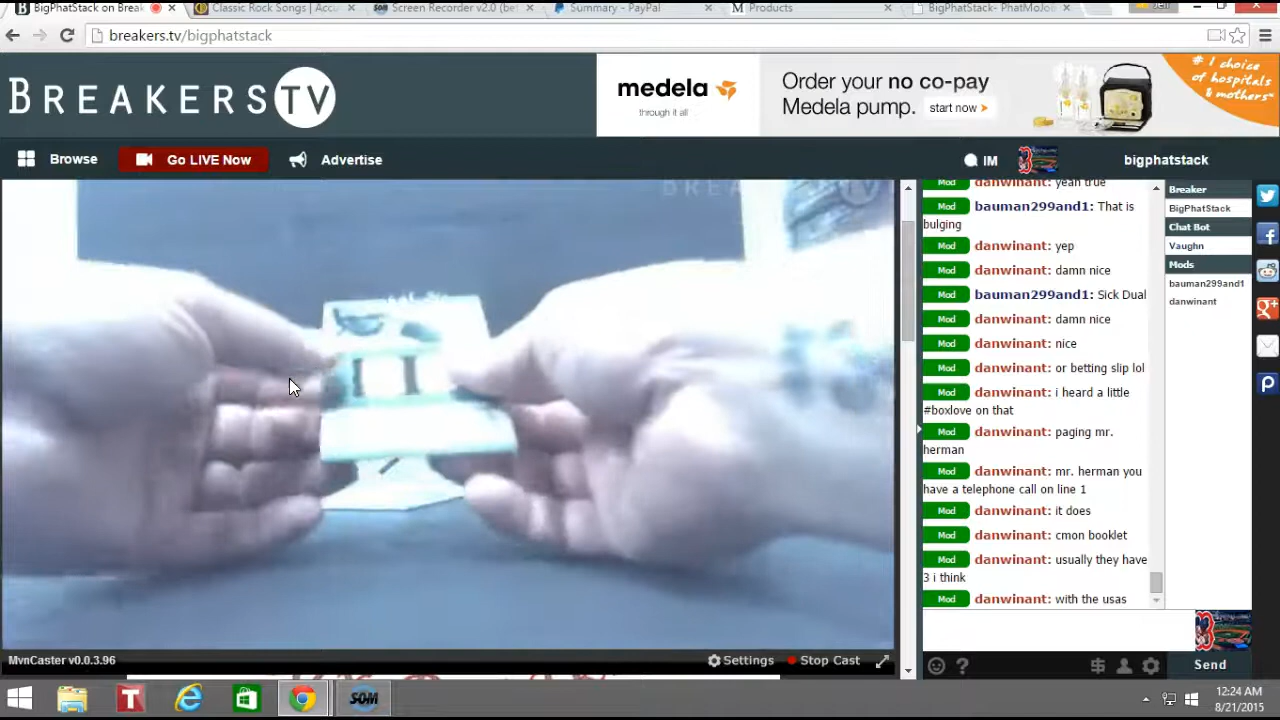 BigPhatStack on Break
Classic Rock Songs | Accu
Screen Recorder v2.0 (be
Summary - PayPal
Products
BigPhatStack- PhatMoJo
Jeff
breakers.tv/bigphatstack
BREAKERS TV
medela
through it all
Order your no co-pay
Medela pump. start now
# 1 choice
of hospitals
& mothers*
Browse
Go LIVE Now
Advertise
IM
bigphatstack
BREA
TV
Mod danwinant: yeah true
Mod bauman299and1: That is
bulging
Mod danwinant: yep
Mod danwinant: damn nice
Mod bauman299and1: Sick Dual
Mod danwinant: damn nice
Mod danwinant: nice
Mod danwinant: or betting slip lol
Mod danwinant: i heard a little
#boxlove on that
Mod danwinant: paging mr.
herman
Mod danwinant: mr. herman you
have a telephone call on line 1
Mod danwinant: it does
Mod danwinant: cmon booklet
Mod danwinant: usually they have
3 i think
Mod danwinant: with the usas
Breaker
BigPhatStack
Chat Bot
Vaughn
Mods
bauman299and1
danwinant
MvnCaster v0.0.3.96
Settings
Stop Cast
Send
SOM
12:24 AM
8/21/2015